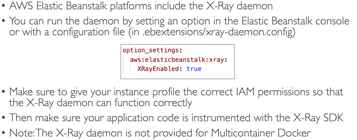 • AWS Elastic Beanstalk platforms include the X-Ray daemon
• You can run the daemon by setting an option in the Elastic Beanstalk console
or with a configuration file (in .ebextensions/xray-daemon.config)
option_settings:
aws:elasticbeanstalk:xray:
XRayEnabled: true
• Make sure to give your instance profile the correct IAM permissions so that
the X-Ray daemon can function correctly
• Then make sure your application code is instrumented with the X-Ray SDK
• Note: The X-Ray daemon is not provided for Multicontainer Docker